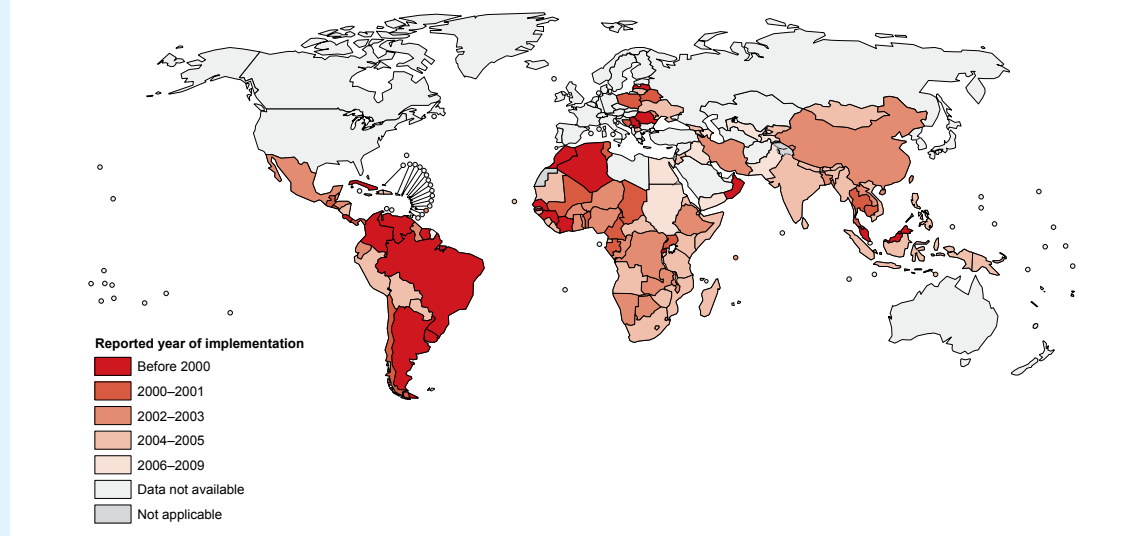 Reported year of implementation
Before 2000
2000–2001
2002–2003
2004–2005
2006–2009
Data not available
Not applicable